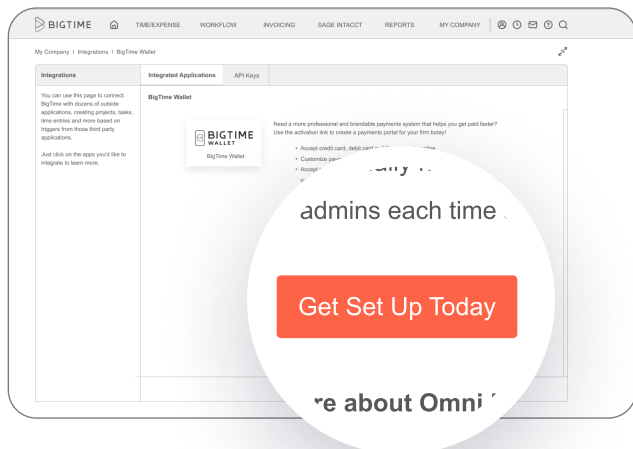 BIGTIME TIME/EXPENSE WORKFLOW INVOICING SAGE INTACCT REPORTS MY COMPANY
My Company I Integrations I BigTime Wallet
Integrations
You can use this page to connect
BigTime with dozens of outside
applications, creating projects, tasks,
time entries and more based on
triggers from those third party
applications.
Just click on the apps you'd like to
integrate to learn more.
Integrated Applications API Keys
BigTime Wallet
BIGTIME
WALLET
BigTime Wallet
Need a more professional and brandable payments system that helps you get paid faster?
Use the activation link to create a payments portal for your firm today!
• Accept credit card, debit card
• Customize
• Accept
admins each time
Get Set Up Today
about Omni